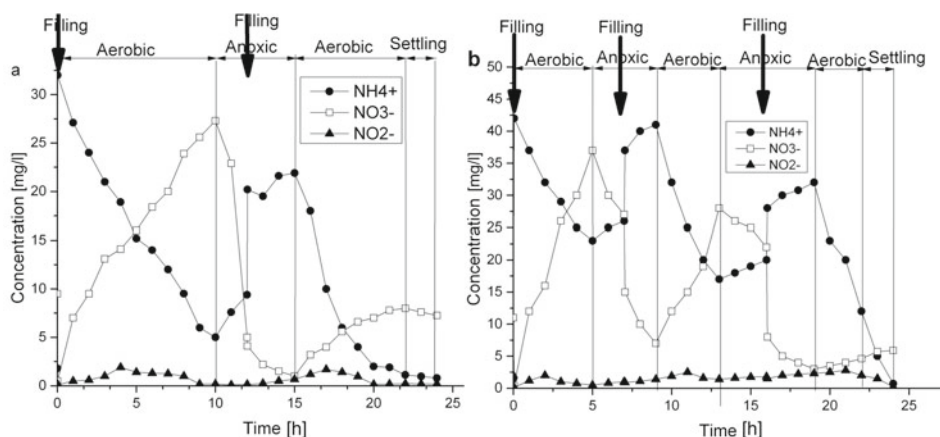 Filling
Filling
Aerobic
Anoxic
Aerobic
Settling
a
NH4+
NO3-
NO2-
Concentration [mg/l]
30
25
20
15
10
5
0
0
5
10
15
20
25
Time [h]
Filling
Filling
Filling
Aerobic
Anoxic
Aerobic
Anoxic
Aerobic
Settling
b
NH4+
NO3-
NO2-
Concentration [mg/l]
50
45
40
35
30
25
20
15
10
5
0
0
5
10
15
20
25
Time [h]